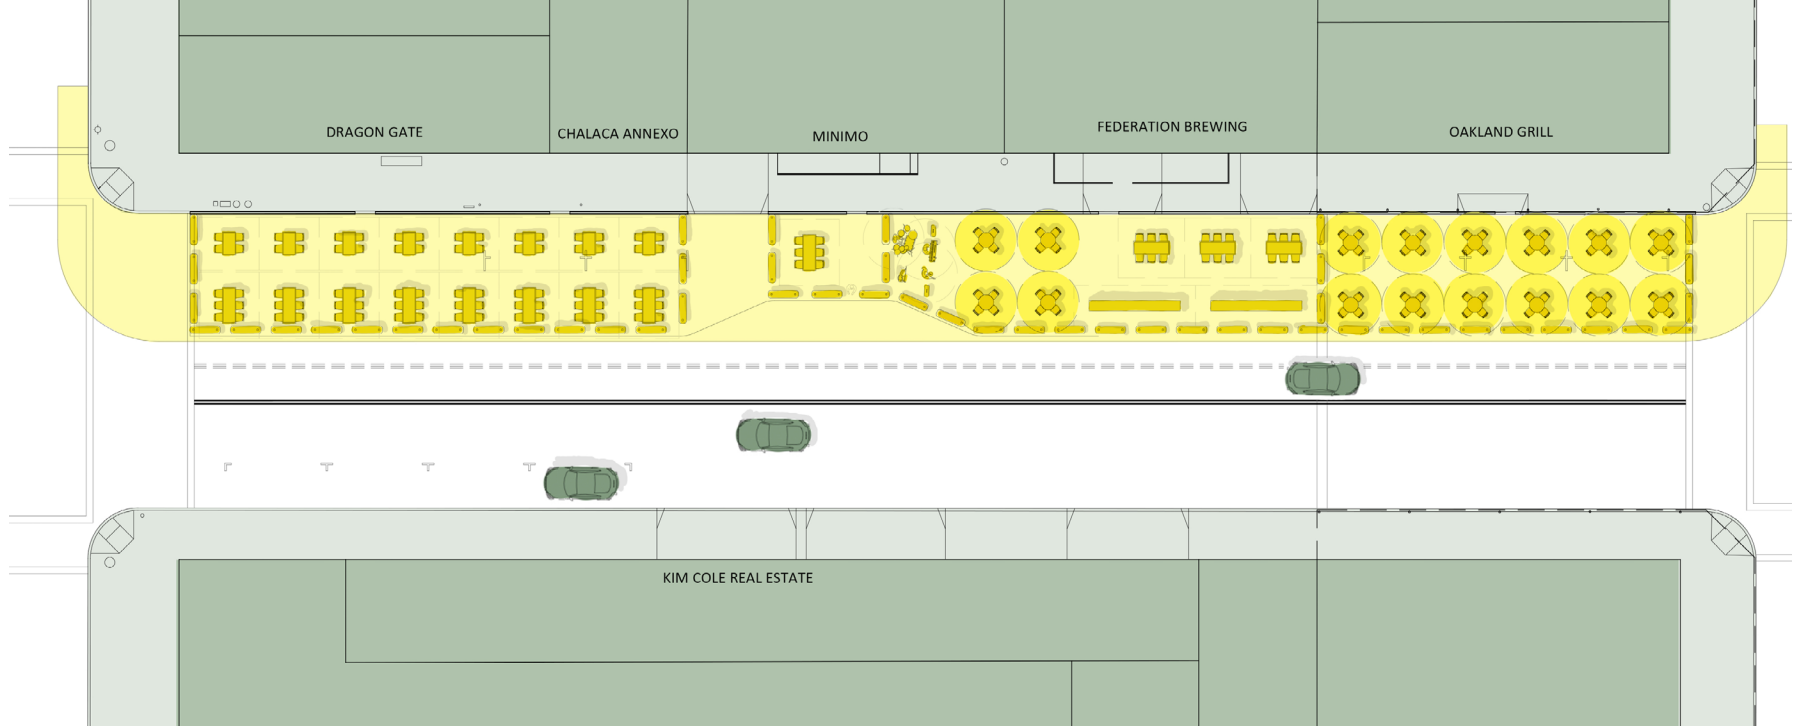 DRAGON GATE
CHALACA ANNEXO
MINIMO
FEDERATION BREWING
OAKLAND GRILL
KIM COLE REAL ESTATE